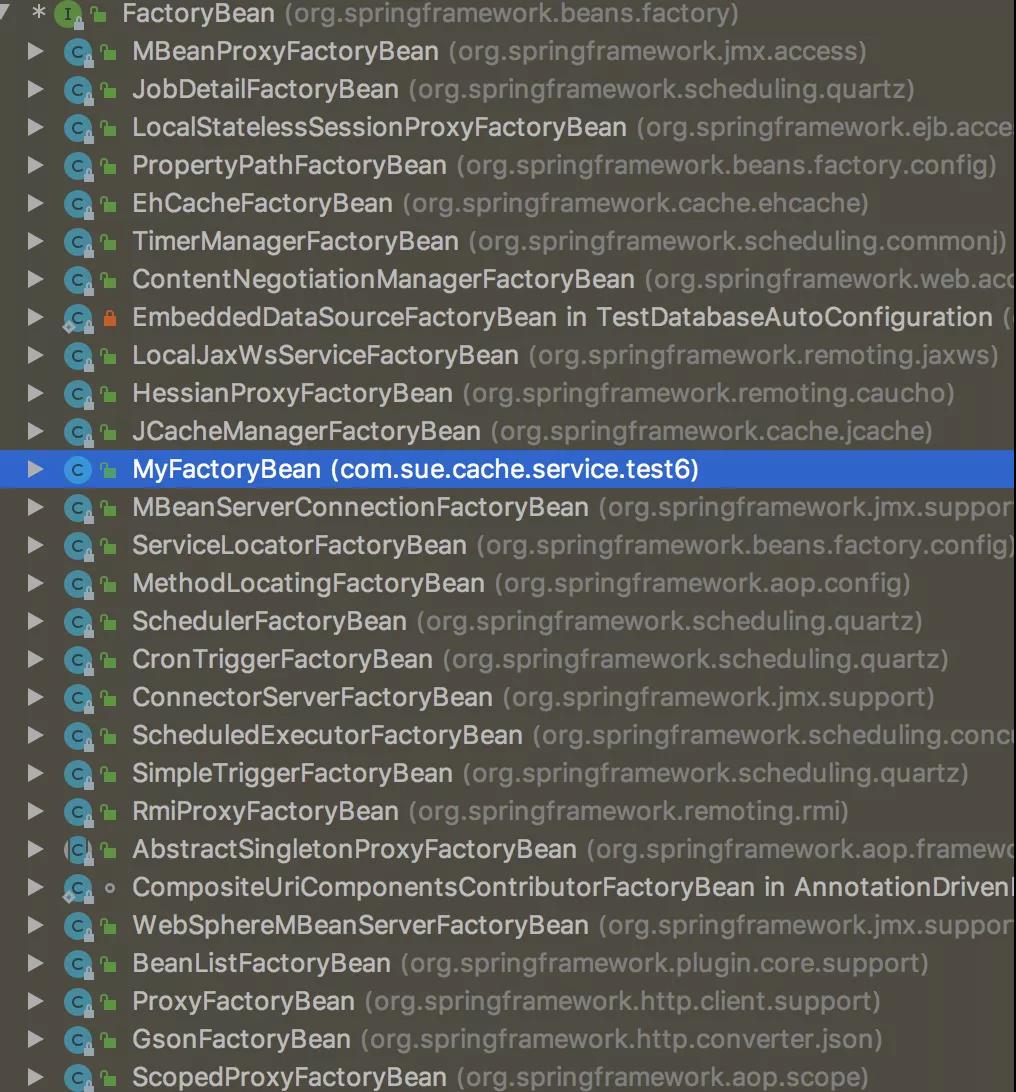 * FactoryBean (org.springframework.beans.factory)
MBeanProxyFactoryBean (org.springframework.jmx.access)
JobDetailFactoryBean (org.springframework.scheduling.quartz)
LocalStatelessSessionProxyFactoryBean (org.springframework.ejb.acce
PropertyPathFactoryBean (org.springframework.beans.factory.config)
EhCacheFactoryBean (org.springframework.cache.ehcache)
TimerManagerFactoryBean (org.springframework.scheduling.commonj)
ContentNegotiationManagerFactoryBean (org.springframework.web.acc
EmbeddedDataSourceFactoryBean in TestDatabaseAutoConfiguration (
LocalJaxWsServiceFactoryBean (org.springframework.remoting.jaxws)
HessianProxyFactoryBean (org.springframework.remoting.caucho)
JCacheManagerFactoryBean (org.springframework.cache.jcache)
MyFactoryBean (com.sue.cache.service.test6)
MBeanServerConnectionFactoryBean (org.springframework.jmx.suppor
ServiceLocatorFactoryBean (org.springframework.beans.factory.config)
MethodLocatingFactoryBean (org.springframework.aop.config)
SchedulerFactoryBean (org.springframework.scheduling.quartz)
CronTriggerFactoryBean (org.springframework.scheduling.quartz)
ConnectorServerFactoryBean (org.springframework.jmx.support)
ScheduledExecutorFactoryBean (org.springframework.scheduling.concu
SimpleTriggerFactoryBean (org.springframework.scheduling.quartz)
RmiProxyFactoryBean (org.springframework.remoting.rmi)
AbstractSingletonProxyFactoryBean (org.springframework.aop.framewo
CompositeUriComponentsContributorFactoryBean in AnnotationDriven
WebSphereMBeanServerFactoryBean (org.springframework.jmx.suppor
BeanListFactoryBean (org.springframework.plugin.core.support)
ProxyFactoryBean (org.springframework.http.client.support)
GsonFactoryBean (org.springframework.http.converter.json)
ScopedProxyFactoryBean (org.springframework.aop.scope)